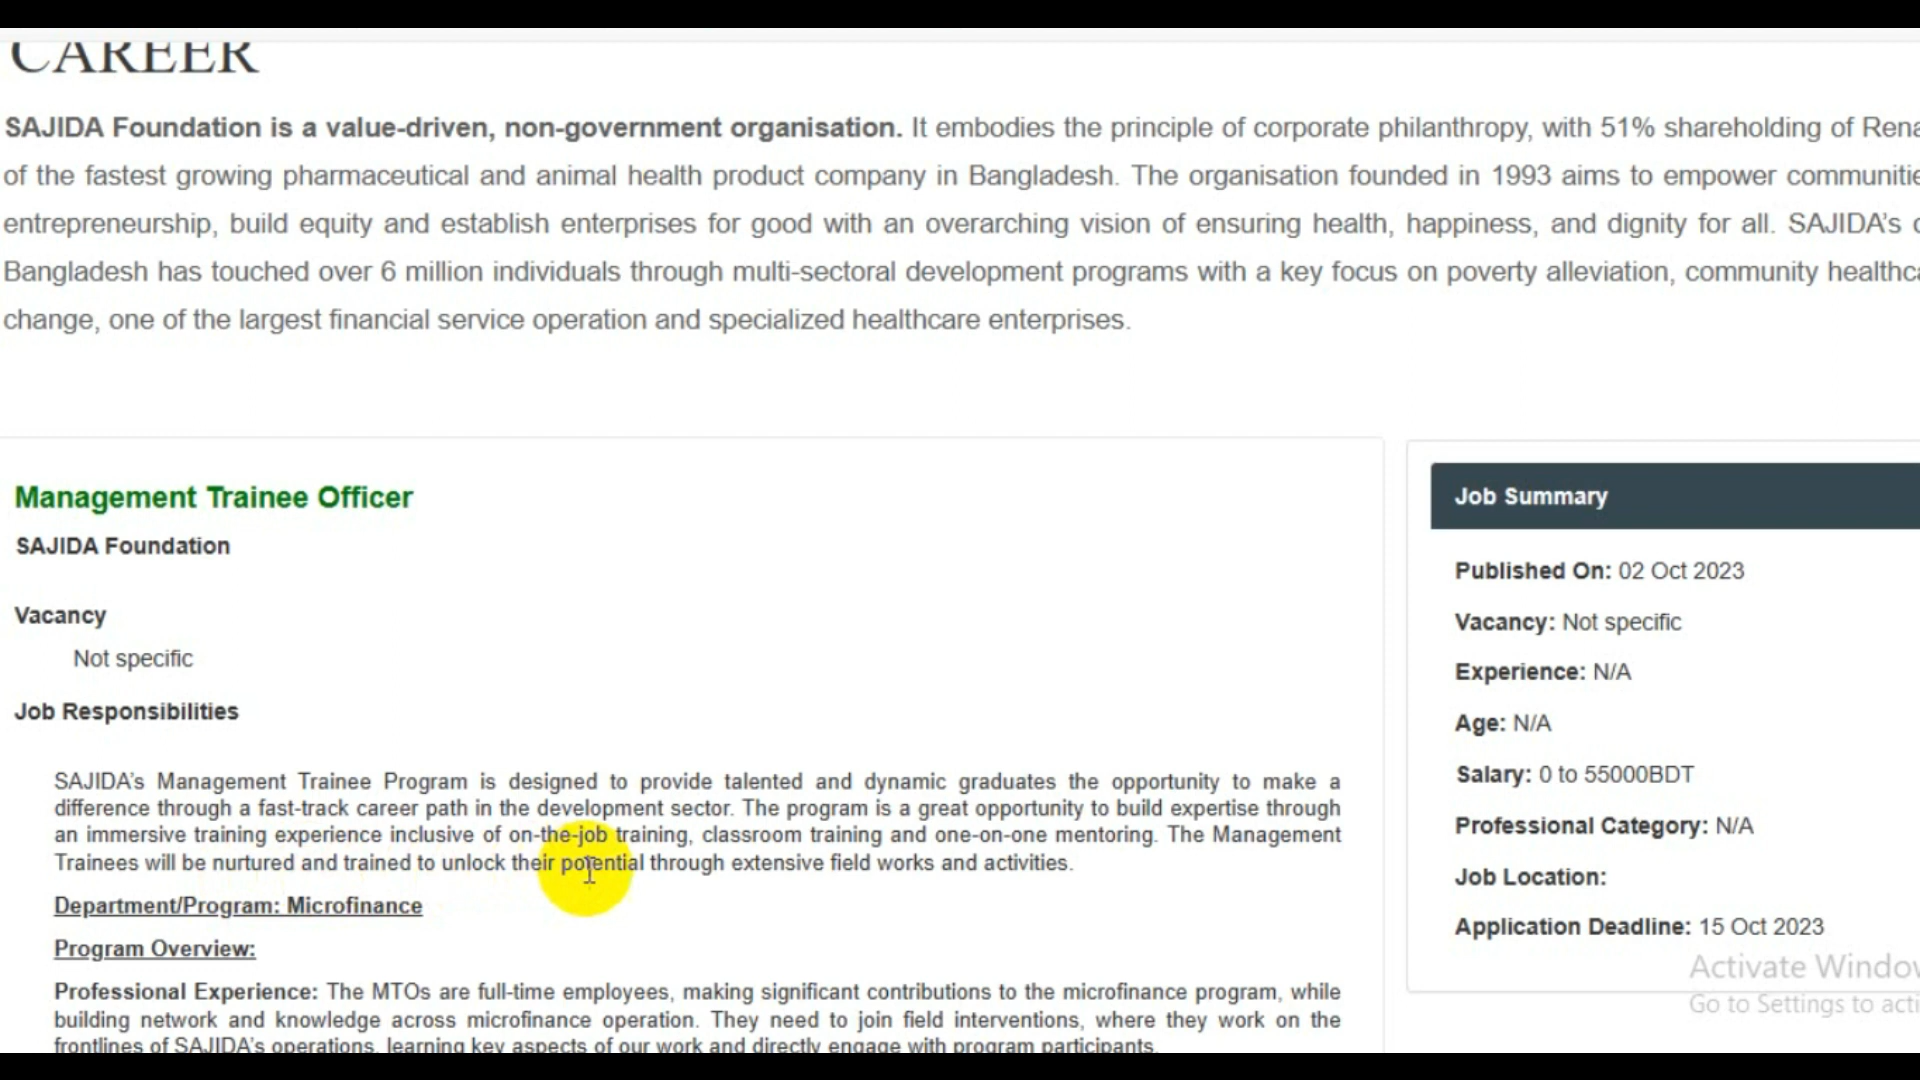 CAREER
SAJIDA Foundation is a value-driven, non-government organisation. It embodies the principle of corporate philanthropy, with 51% shareholding of
of the fastest growing pharmaceutical and animal health product company in Bangladesh. The organisation founded in 1993 aims to empower
entrepreneurship, build equity and establish enterprises for good with an overarching vision of ensuring health, happiness, and dignity for all. SAJIDA's
Bangladesh has touched over 6 million individuals through multi-sectoral development programs with a key focus on poverty alleviation, community
change, one of the largest financial service operation and specialized healthcare enterprises.
Management Trainee Officer
SAJIDA Foundation
Vacancy
Not specific
Job Responsibilities
SAJIDA's Management Trainee Program is designed to provide talented and dynamic graduates the opportunity to make a
difference through a fast-track career path in the development sector. The program is a great opportunity to build expertise through
an immersive training experience inclusive of on-the-job training, classroom training and one-on-one mentoring. The Management
Trainees will be nurtured and trained to unlock their potential through extensive field works and activities.
Department/Program: Microfinance
Program Overview:
Professional Experience: The MTOs are full-time employees, making significant contributions to the microfinance program, while
building network and knowledge across microfinance operation. They need to join field interventions, where they work on the
frontlines of SAJIDA's operations, learning key aspects of our work and directly engage with program participants.
Job Summary
Published On: 02 Oct 2023
Vacancy: Not specific
Experience: N/A
Age: N/A
Salary: 0 to 55000BDT
Professional Category: N/A
Job Location:
Application Deadline: 15 Oct 2023
Activate
Go to Settings to